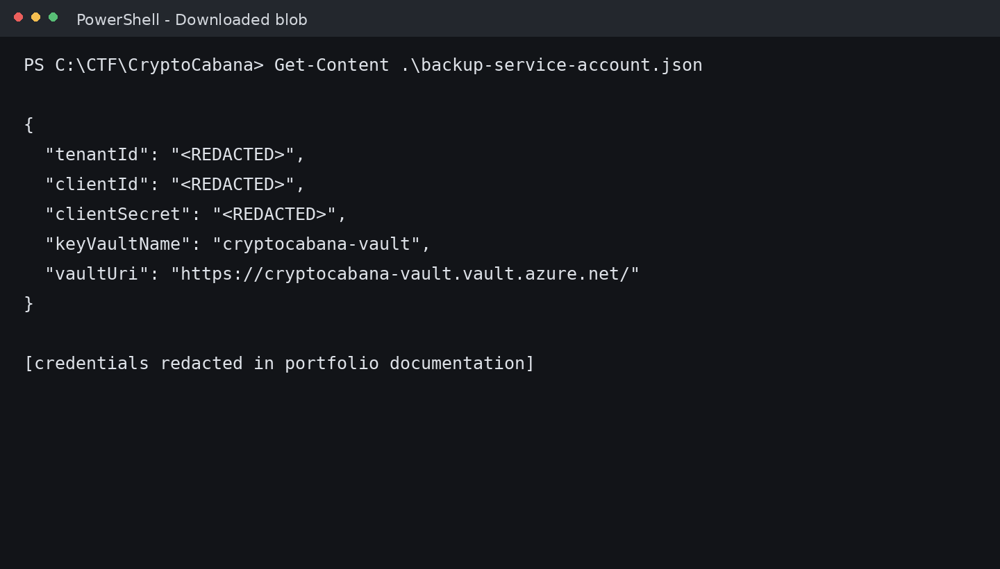 PowerShell - Downloaded blob
PS C:\CTF\CryptoCabana> Get-Content .\backup-service-account.json
{
"tenantId": "<REDACTED>",
"clientId": "<REDACTED>",
"clientSecret": "<REDACTED>",
"keyVaultName": "cryptocabana-vault",
"vaultUri": "https://cryptocabana-vault.vault.azure.net/"
}
[credentials redacted in portfolio documentation]